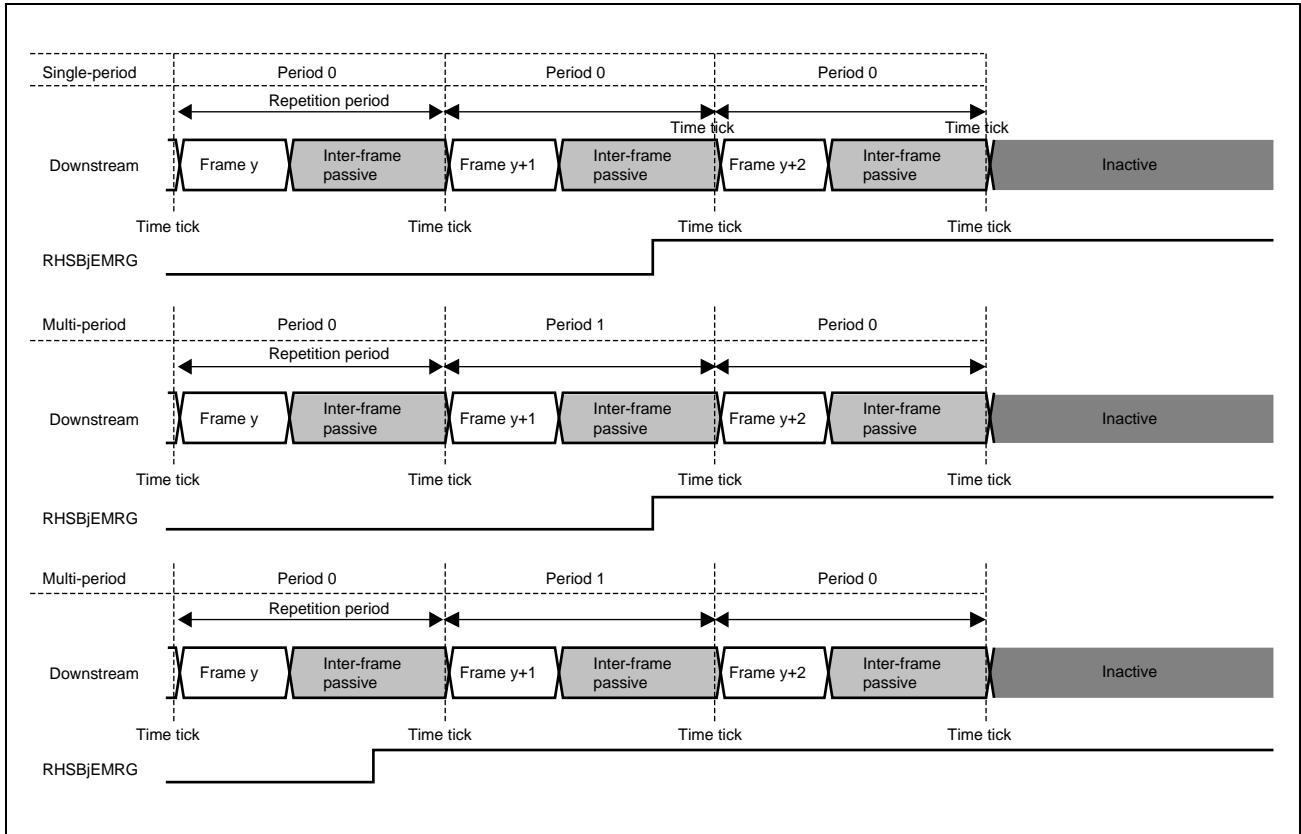 Single-period Period 0 Period 0 Period 0
Repetition period
Time tick Time tick
Downstream Frame y Inter-frame passive Frame y+1 Inter-frame passive Frame y+2 Inter-frame passive Inactive
Time tick Time tick Time tick Time tick
RHSBjEMRG
Multi-period Period 0 Period 1 Period 0
Repetition period
Downstream Frame y Inter-frame passive Frame y+1 Inter-frame passive Frame y+2 Inter-frame passive Inactive
Time tick Time tick Time tick Time tick
RHSBjEMRG
Multi-period Period 0 Period 1 Period 0
Repetition period
Downstream Frame y Inter-frame passive Frame y+1 Inter-frame passive Frame y+2 Inter-frame passive Inactive
Time tick Time tick Time tick Time tick
RHSBjEMRG